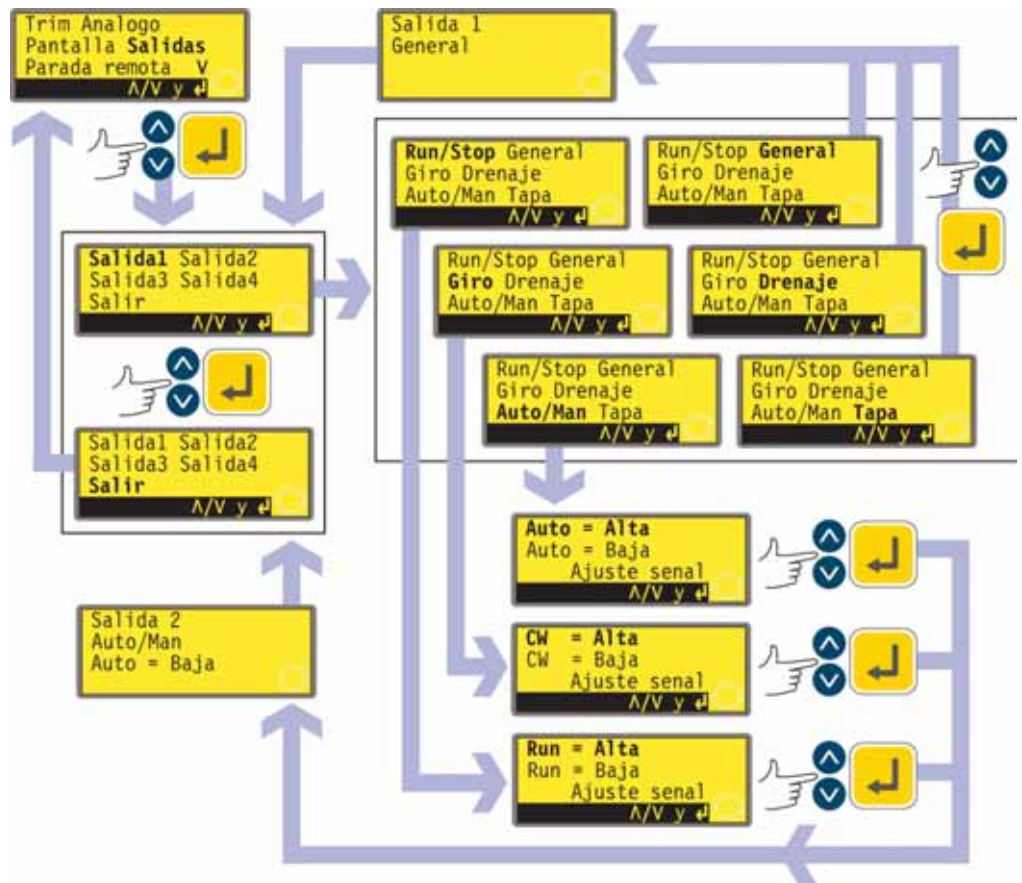 Trim Analogo
Pantalla Salidas
Parada remota V
Λ/V y ↲
Salida 1
General
Run/Stop General
Giro Drenaje
Auto/Man Tapa
Λ/V y ↲
Run/Stop General
Giro Drenaje
Auto/Man Tapa
Λ/V y ↲
Salida1 Salida2
Salida3 Salida4
Salir
Λ/V y ↲
Run/Stop General
Giro Drenaje
Auto/Man Tapa
Λ/V y ↲
Run/Stop General
Giro Drenaje
Auto/Man Tapa
Λ/V y ↲
Run/Stop General
Giro Drenaje
Auto/Man Tapa
Λ/V y ↲
Run/Stop General
Giro Drenaje
Auto/Man Tapa
Λ/V y ↲
Salida1 Salida2
Salida3 Salida4
Salir
Λ/V y ↲
Auto = Alta
Auto = Baja
Ajuste senal
Λ/V y ↲
Salida 2
Auto/Man
Auto = Baja
CW = Alta
CW = Baja
Ajuste senal
Λ/V y ↲
Run = Alta
Run = Baja
Ajuste senal
Λ/V y ↲